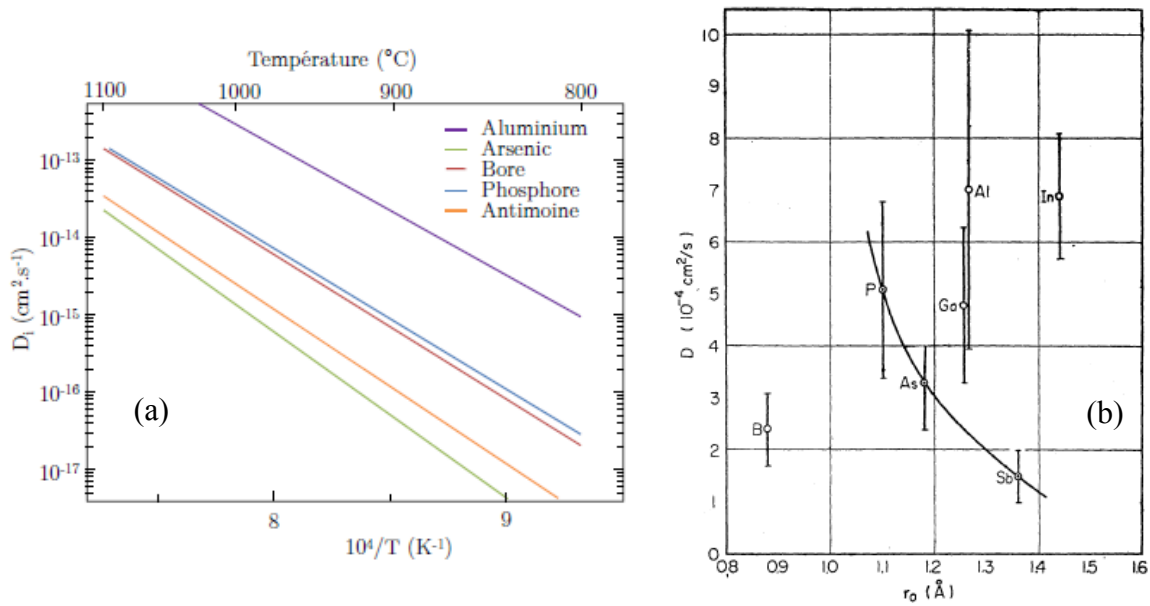 Température (°C)
1100 1000 900 800
Aluminium
Arsenic
Bore
Phosphore
Antimoine
10⁻¹³
10⁻¹⁴
10⁻¹⁵
10⁻¹⁶
10⁻¹⁷
Dᵢ (cm².s⁻¹)
(a)
8 9
10⁴/T (K⁻¹)
10
9
8
7
6
5
4
3
2
1
0
D (10⁻⁴ cm²/s)
Al
In
P
Ga
As
B
Sb
(b)
0.8 0.9 1.0 1.1 1.2 1.3 1.4 1.5 1.6
r₀ (Å)